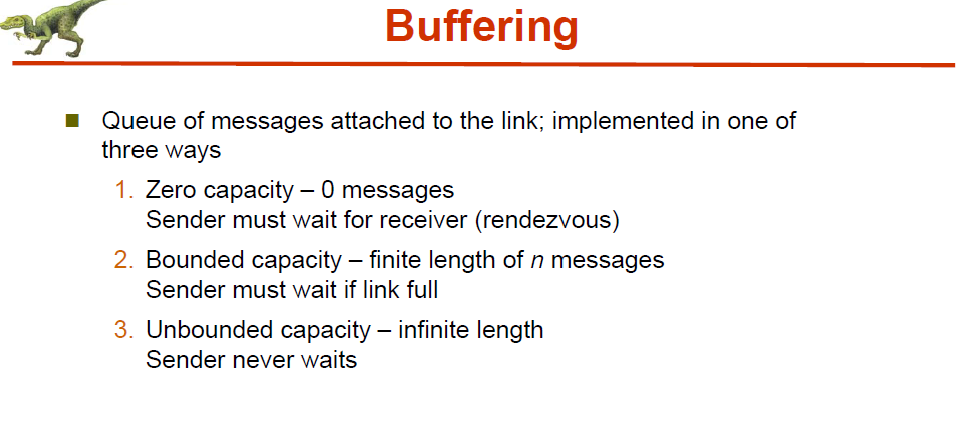 Buffering
Queue of messages attached to the link; implemented in one of
three ways
1. Zero capacity – 0 messages
Sender must wait for receiver (rendezvous)
2. Bounded capacity – finite length of n messages
Sender must wait if link full
3. Unbounded capacity – infinite length
Sender never waits